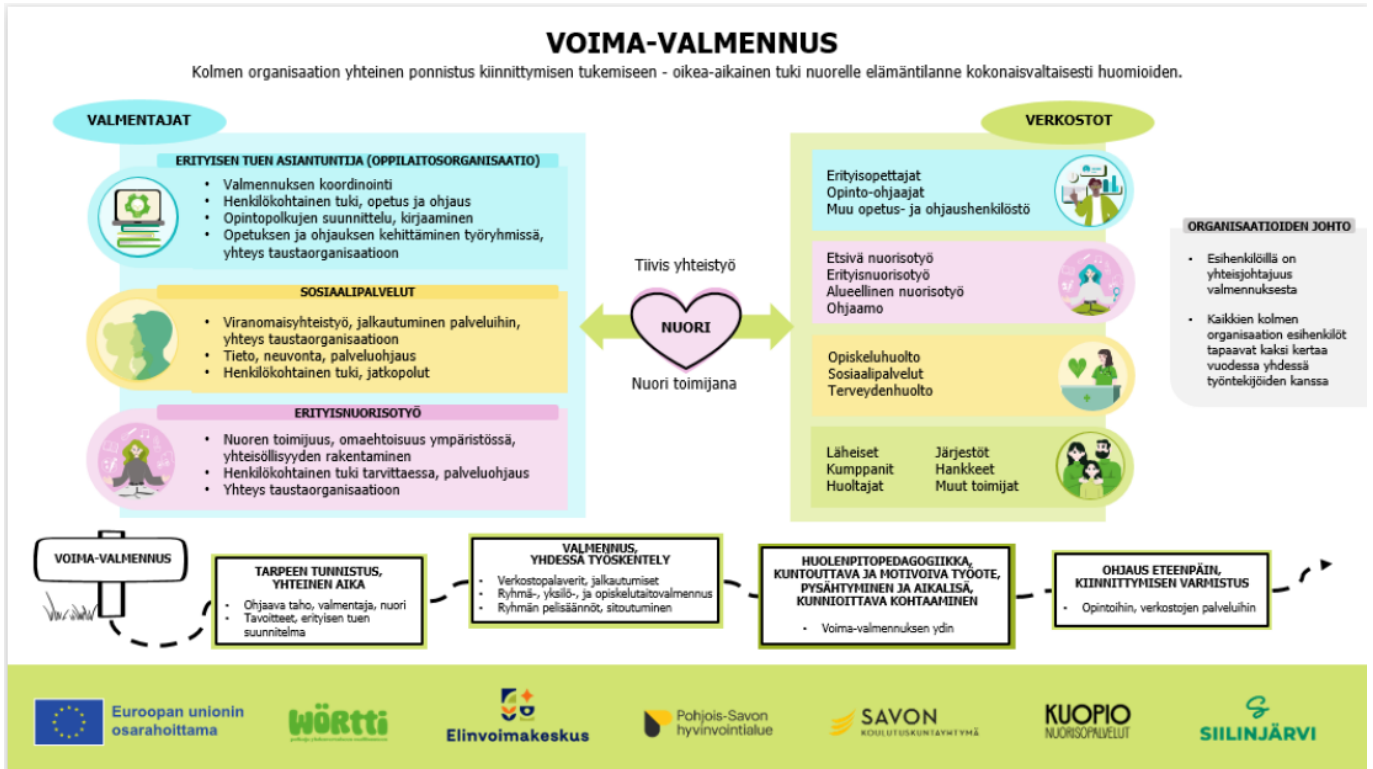 VOIMA-VALMENNUS
Kolmen organisaation yhteinen ponnistus kiinnittymisen tukemiseen - oikea-aikainen tuki nuorelle elämäntilanne kokonaisvaltaisesti huomioiden.
VALMENTAJAT
ERITYISEN TUEN ASIANTUNTIJA (OPPILAITOSORGANISAATIO)
• Valmennuksen koordinointi
• Henkilökohtainen tuki, opetus ja ohjaus
• Opintopolkujen suunnittelu, kirjaaminen
• Opetuksen ja ohjauksen kehittäminen työryhmissä,
yhteys taustaorganisaatioon
SOSIAALIPALVELUT
• Viranomaisyhteistyö, jalkautuminen palveluihin,
yhteys taustaorganisaatioon
• Tieto, neuvonta, palveluohjaus
• Henkilökohtainen tuki, jatkopolut
ERITYISNUORISOTYÖ
• Nuoren toimijuus, omaehtoisuus ympäristössä,
yhteisöllisyyden rakentaminen
• Henkilökohtainen tuki tarvittaessa, palveluohjaus
• Yhteys taustaorganisaatioon
Tiivis yhteistyö
NUORI
Nuori toimijana
VERKOSTOT
Erityisopettajat
Opinto-ohjaajat
Muu opetus- ja ohjaushenkilöstö
Etsivä nuorisotyö
Erityisnuorisotyö
Alueellinen nuorisotyö
Ohjaamo
Opiskeluhuolto
Sosiaalipalvelut
Terveydenhuolto
Läheiset
Kumppanit
Huoltajat
Järjestöt
Hankkeet
Muut toimijat
ORGANISAATIOIDEN JOHTO
• Esihenkilöillä on
yhteisjohtajuus
valmennuksesta
• Kaikkien kolmen
organisaation esihenkilöt
tapaavat kaksi kertaa
vuodessa yhdessä
työntekijöiden kanssa
VOIMA-VALMENNUS
TARPEEN TUNNISTUS,
YHTEINEN AIKA
• Ohjaava taho, valmentaja, nuori
• Tavoitteet, erityisen tuen
suunnitelma
VALMENNUS,
YHDESSÄ TYÖSKENTELY
• Verkostopalaverit, jalkautumiset
• Ryhmä-, yksilö-, ja opiskelutaitovalmennus
• Ryhmän pelisäännöt, sitoutuminen
HUOLENPITOPEDAGOGIIKKA,
KUNTOUTTAVA JA MOTIVOIVA TYÖOTE,
PYSÄHTYMINEN JA AIKALISÄ,
KUNNIOITTAVA KOHTAAMINEN
• Voima-valmennuksen ydin
OHJAUS ETEENPÄIN,
KIINNITTYMISEN VARMISTUS
• Opintoihin, verkostojen palveluihin
Euroopan unionin
osarahoittama
WÖRtti
Elinvoimakeskus
Pohjois-Savon
hyvinvointialue
SAVON
KOULUTUSKUNTAYHTYMÄ
KUOPIO
NUORISOPALVELUT
SIILINJÄRVI